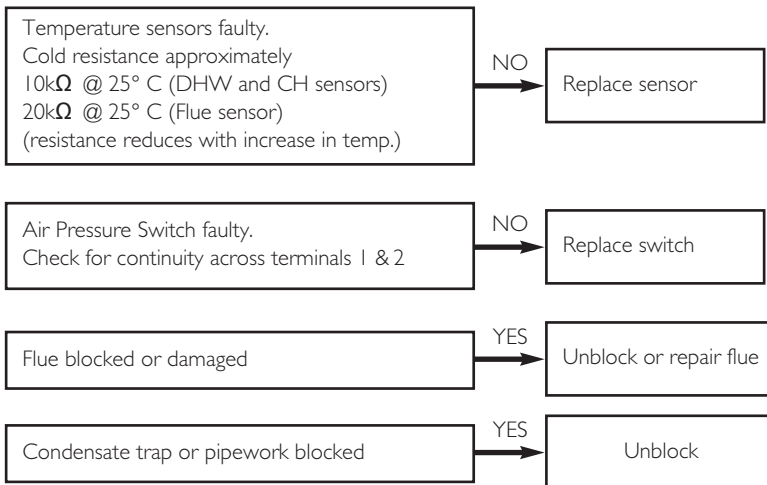 Temperature sensors faulty.
Cold resistance approximately
10kΩ @ 25° C (DHW and CH sensors)
20kΩ @ 25° C (Flue sensor)
(resistance reduces with increase in temp.)
NO
Replace sensor
Air Pressure Switch faulty.
Check for continuity across terminals 1 & 2
NO
Replace switch
Flue blocked or damaged
YES
Unblock or repair flue
Condensate trap or pipework blocked
YES
Unblock